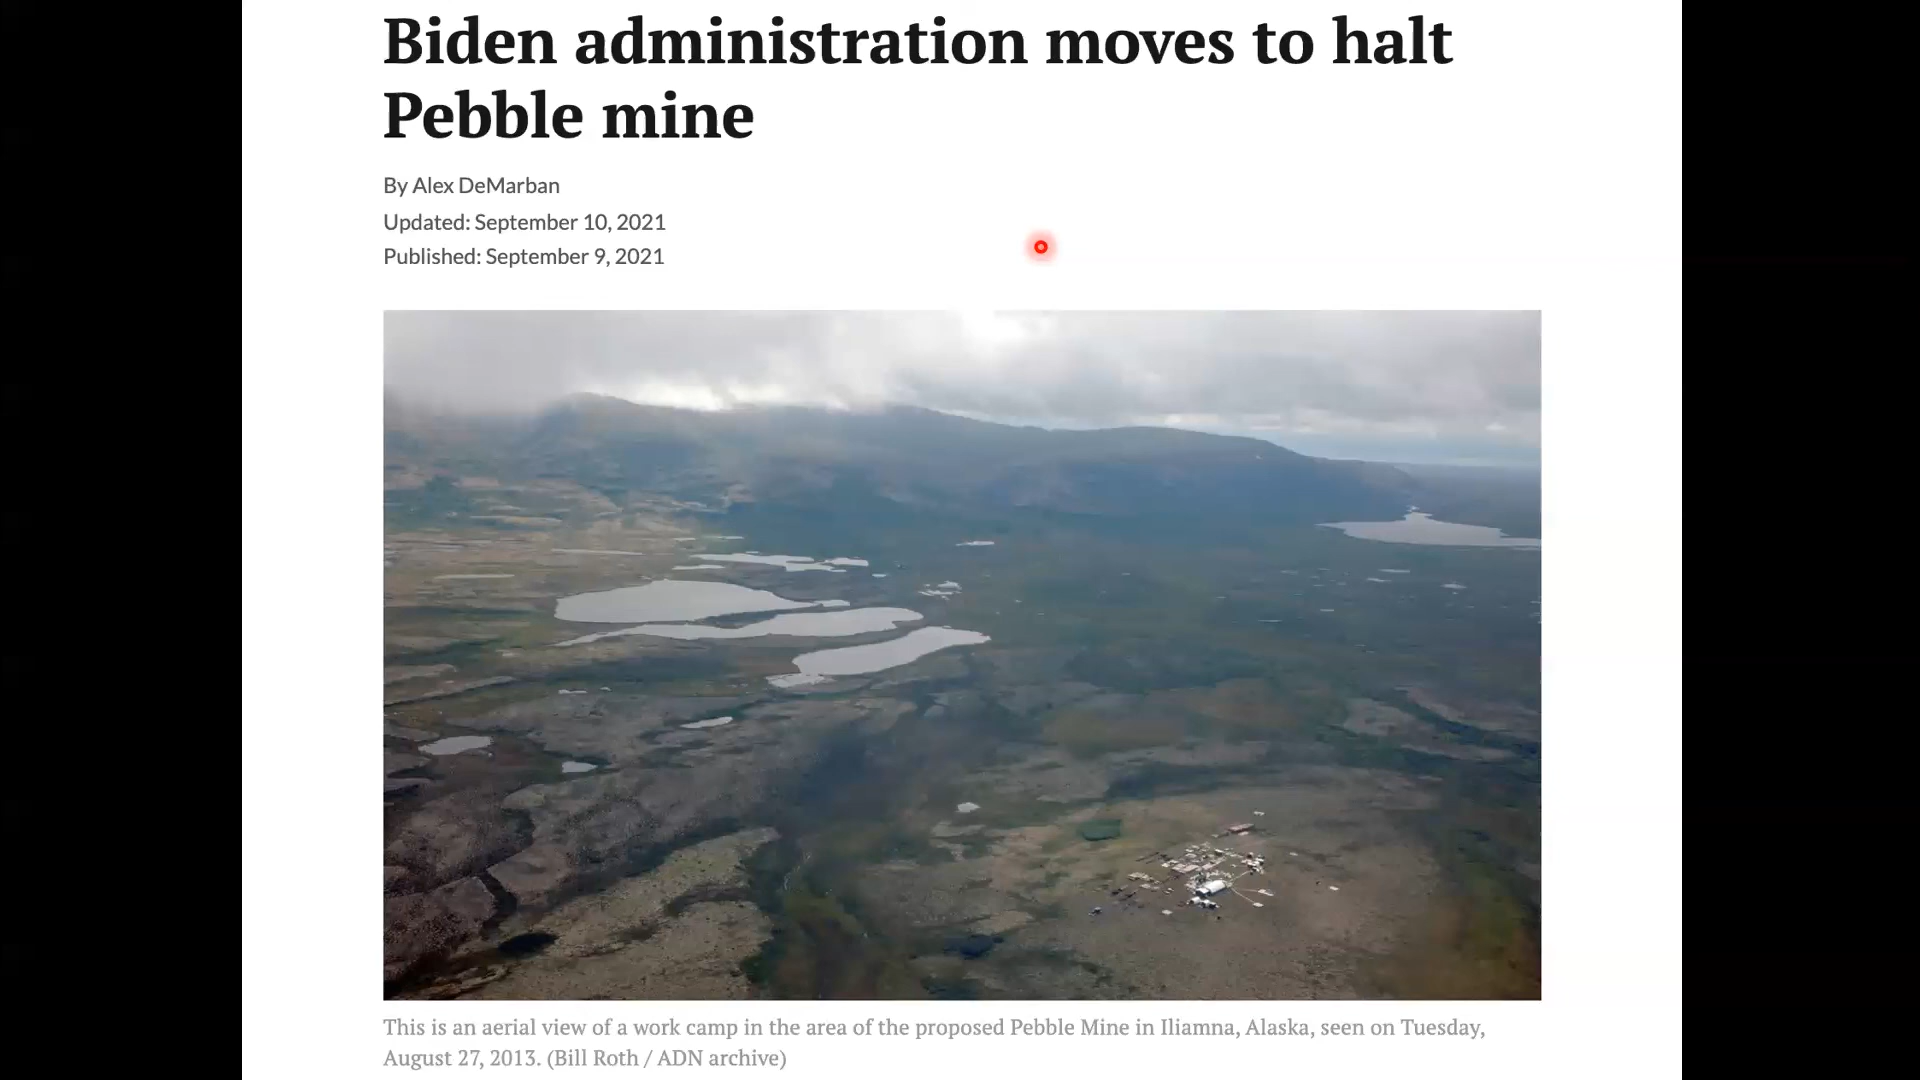 Biden administration moves to halt
Pebble mine
By Alex DeMarban
Updated: September 10, 2021
Published: September 9, 2021
This is an aerial view of a work camp in the area of the proposed Pebble Mine in Iliamna, Alaska, seen on Tuesday,
August 27, 2013. (Bill Roth / ADN archive)